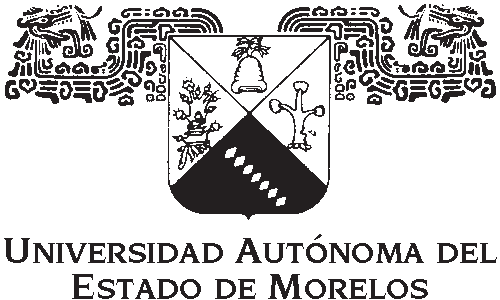 UNIVERSIDAD AUTÓNOMA DEL
ESTADO DE MORELOS